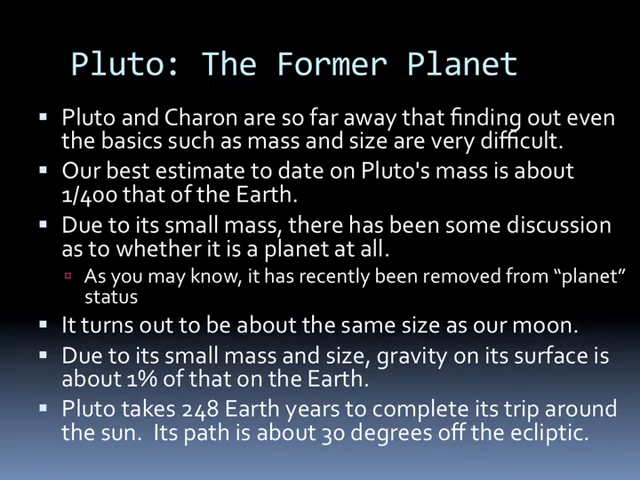 Pluto: The Former Planet
Pluto and Charon are so far away that finding out even
the basics such as mass and size are very difficult.
Our best estimate to date on Pluto's mass is about
1/400 that of the Earth.
Due to its small mass, there has been some discussion
as to whether it is a planet at all.
As you may know, it has recently been removed from “planet”
status
It turns out to be about the same size as our moon.
Due to its small mass and size, gravity on its surface is
about 1% of that on the Earth.
Pluto takes 248 Earth years to complete its trip around
the sun.  Its path is about 30 degrees off the ecliptic.